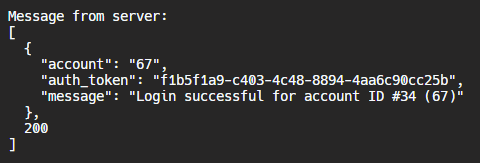 Message from server:
[
  {
    "account": "67",
    "auth_token": "f1b5f1a9-c403-4c48-8894-4aa6c90cc25b",
    "message": "Login successful for account ID #34 (67)"
  },
  200
]